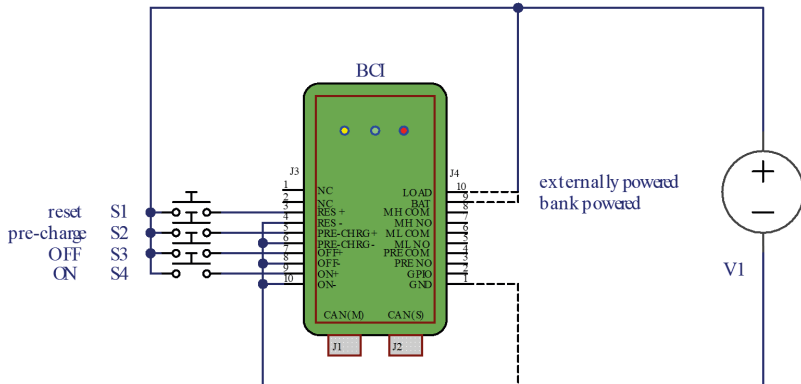 BCI
J3
J4
1 NC
2 NC
3 RES +
4 RES -
5 PRE-CHRG+
6 PRE-CHRG-
7 OFF+
8 OFF-
9 ON+
10 ON-
LOAD 10
BAT 9
MH COM 8
MH NO 7
ML COM 6
ML NO 5
PRE COM 4
PRE NO 3
GPIO 2
GND 1
externally powered
bank powered
reset S1
pre-charge S2
OFF S3
ON S4
V1
CAN(M) CAN(S)
J1 J2